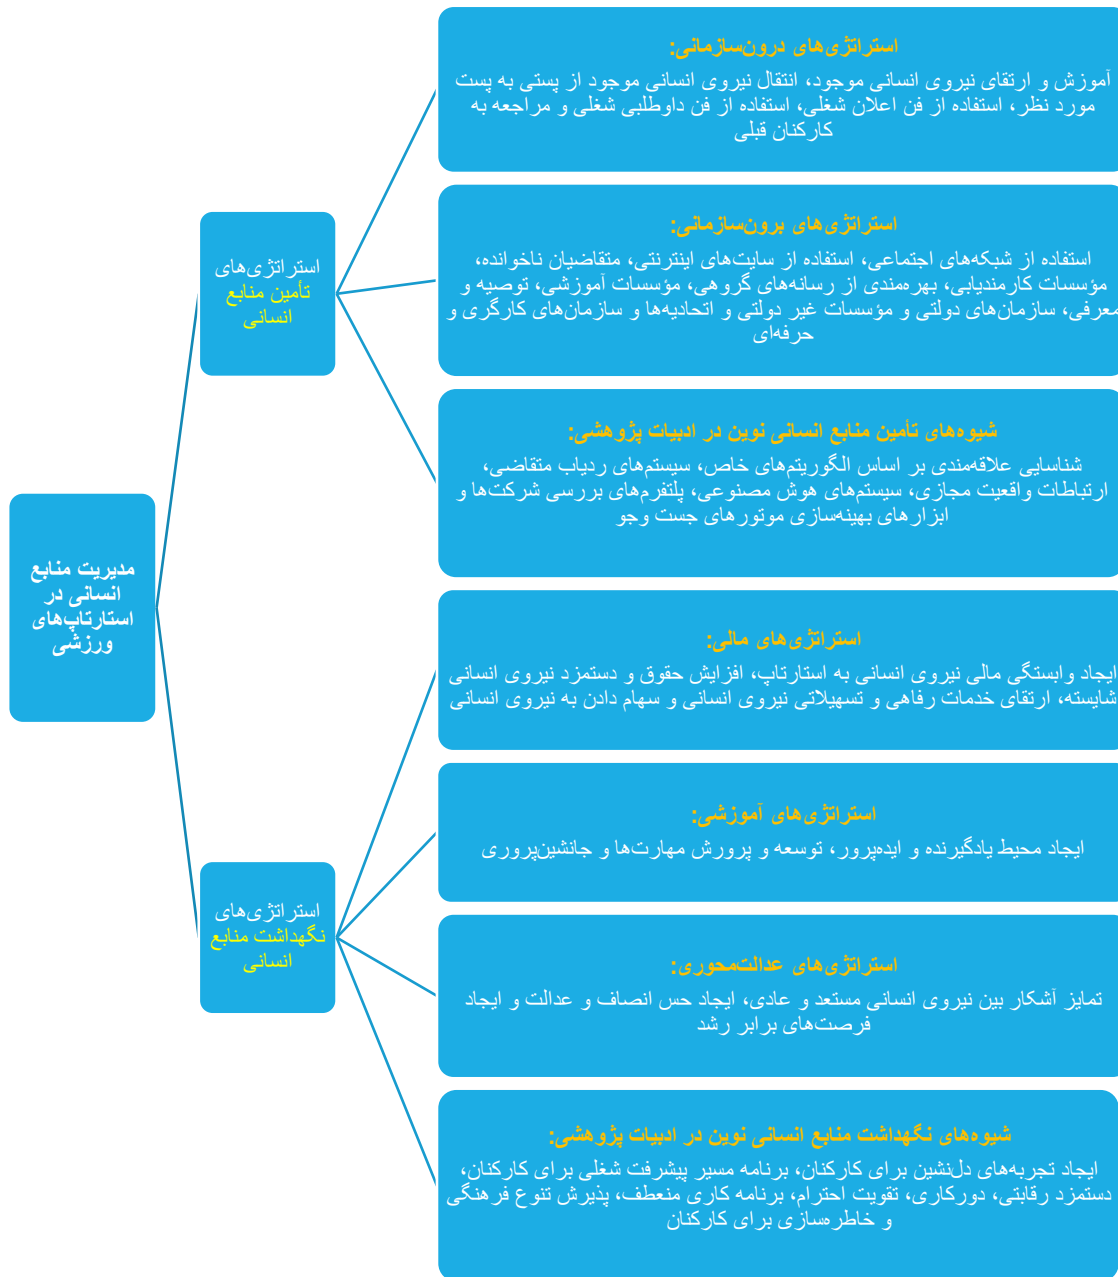 استراتژی‌های درون‌سازمانی:
آموزش و ارتقای نیروی انسانی موجود، انتقال نیروی انسانی موجود از پستی به پست
مورد نظر، استفاده از فن اعلان شغلی، استفاده از فن داوطلبی شغلی و مراجعه به
کارکنان قبلی
استراتژی‌های برون‌سازمانی:
استفاده از شبکه‌های اجتماعی، استفاده از سایت‌های اینترنتی، متقاضیان ناخوانده،
مؤسسات کارمندیابی، بهره‌مندی از رسانه‌های گروهی، مؤسسات آموزشی، توصیه و
معرفی، سازمان‌های دولتی و مؤسسات غیر دولتی و اتحادیه‌ها و سازمان‌های کارگری و
حرفه‌ای
استراتژی‌های
تأمین منابع
انسانی
شیوه‌های تأمین منابع انسانی نوین در ادبیات پژوهشی:
شناسایی علاقه‌مندی بر اساس الگوریتم‌های خاص، سیستم‌های ردیاب متقاضی،
ارتباطات واقعیت مجازی، سیستم‌های هوش مصنوعی، پلتفرم‌های بررسی شرکت‌ها و
ابزارهای بهینه‌سازی موتورهای جست وجو
مدیریت منابع
انسانی در
استارتاپ‌های
ورزشی
استراتژی‌های مالی:
ایجاد وابستگی مالی نیروی انسانی به استارتاپ، افزایش حقوق و دستمزد نیروی انسانی
شایسته، ارتقای خدمات رفاهی و تسهیلاتی نیروی انسانی و سهام دادن به نیروی انسانی
استراتژی‌های آموزشی:
ایجاد محیط یادگیرنده و ایده‌پرور، توسعه و پرورش مهارت‌ها و جانشین‌پروری
استراتژی‌های
نگهداشت منابع
انسانی
استراتژی‌های عدالت‌محوری:
تمایز آشکار بین نیروی انسانی مستعد و عادی، ایجاد حس انصاف و عدالت و ایجاد
فرصت‌های برابر رشد
شیوه‌های نگهداشت منابع انسانی نوین در ادبیات پژوهشی:
ایجاد تجربه‌های دل‌نشین برای کارکنان، برنامه مسیر پیشرفت شغلی برای کارکنان،
دستمزد رقابتی، دورکاری، تقویت احترام، برنامه کاری منعطف، پذیرش تنوع فرهنگی
و خاطره‌سازی برای کارکنان